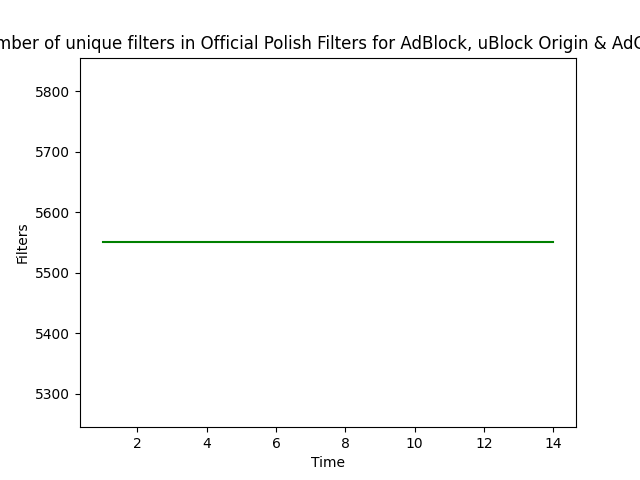 mber of unique filters in Official Polish Filters for AdBlock, uBlock Origin & AdG
5800
5700
5600
5500
5400
5300
Filters
2 4 6 8 10 12 14
Time